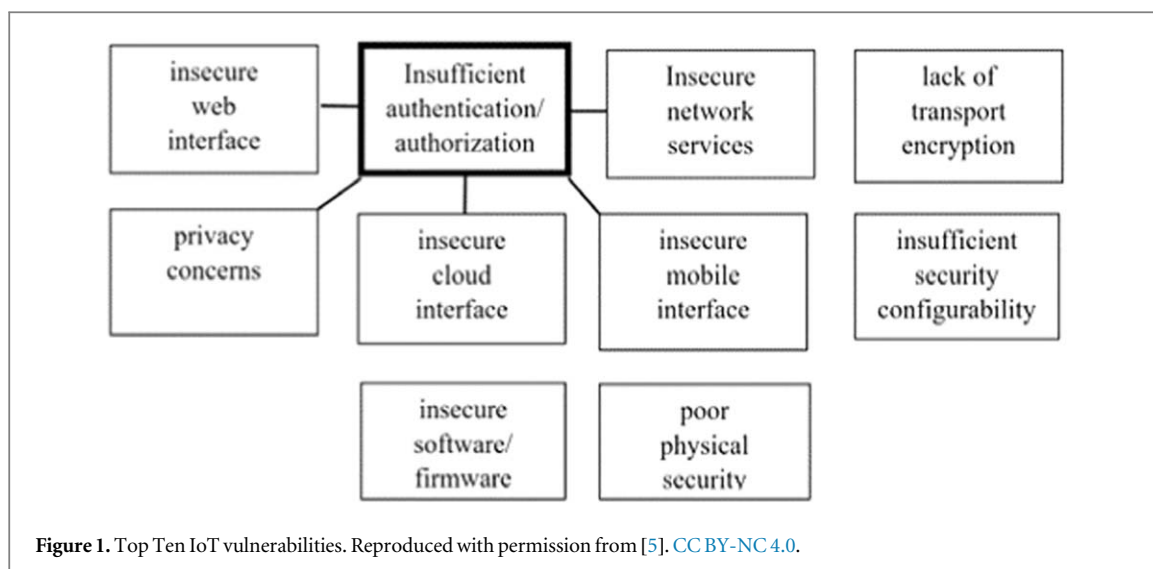 insecure
web
interface
Insufficient
authentication/
authorization
Insecure
network
services
lack of
transport
encryption
privacy
concerns
insecure
cloud
interface
insecure
mobile
interface
insufficient
security
configurability
insecure
software/
firmware
poor
physical
security
Figure 1. Top Ten IoT vulnerabilities. Reproduced with permission from [5]. CC BY-NC 4.0.